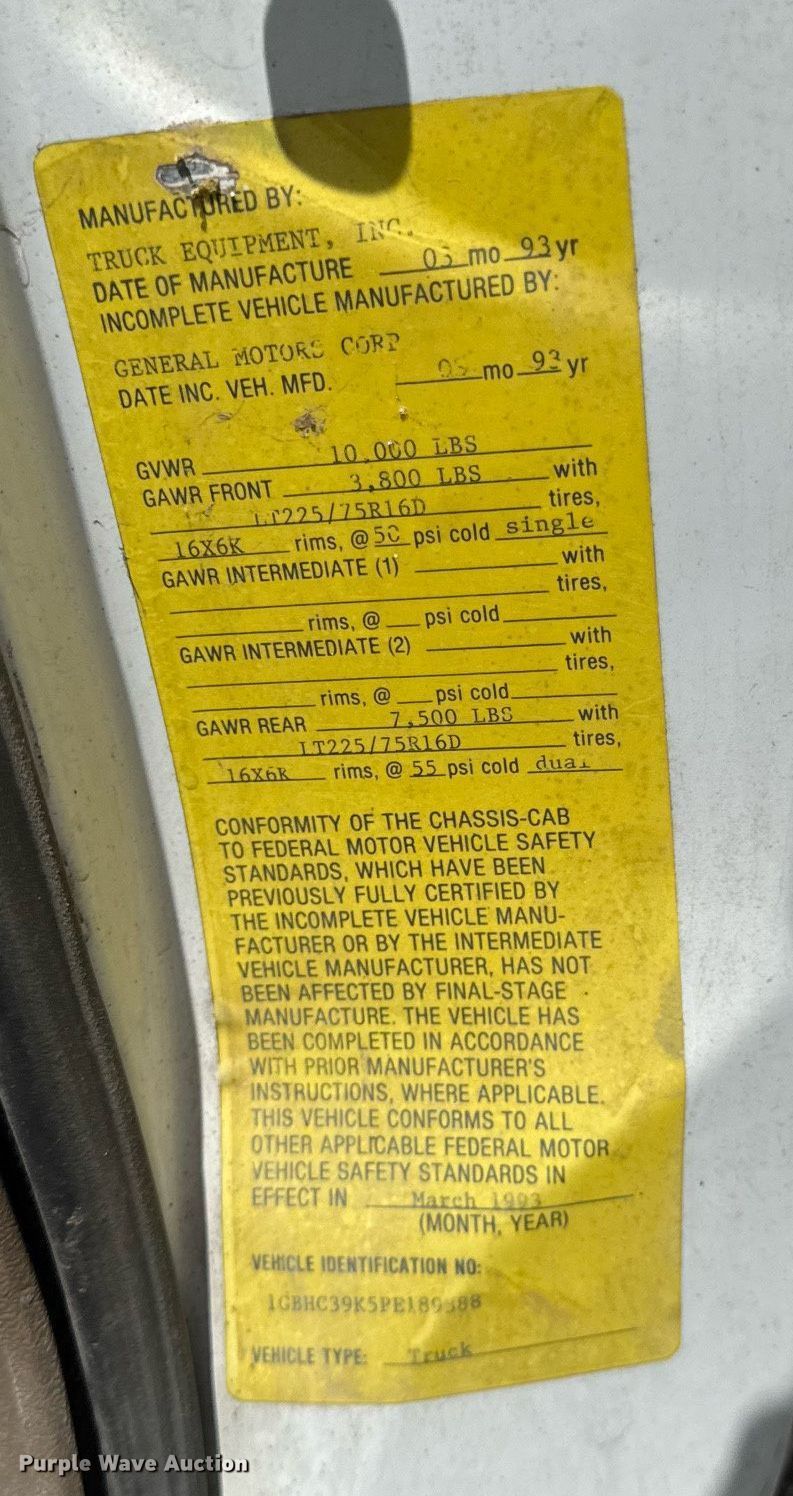 MANUFACTURED BY:
TRUCK EQUIPMENT, INC.
DATE OF MANUFACTURE mo 93 yr
INCOMPLETE VEHICLE MANUFACTURED BY:
GENERAL MOTORS CORP
DATE INC. VEH. MFD. mo 93 yr
GVWR 10,000 LBS
GAWR FRONT 3,800 LBS with
LT225/75R16D tires,
16X6K rims, @ 50 psi cold single
GAWR INTERMEDIATE (1) with
tires,
rims, @ psi cold
GAWR INTERMEDIATE (2) with
tires,
rims, @ psi cold
GAWR REAR 7,500 LBS with
LT225/75R16D tires,
16X6K rims, @ 55 psi cold dual
CONFORMITY OF THE CHASSIS-CAB
TO FEDERAL MOTOR VEHICLE SAFETY
STANDARDS, WHICH HAVE BEEN
PREVIOUSLY FULLY CERTIFIED BY
THE INCOMPLETE VEHICLE MANU-
FACTURER OR BY THE INTERMEDIATE
VEHICLE MANUFACTURER, HAS NOT
BEEN AFFECTED BY FINAL-STAGE
MANUFACTURE. THE VEHICLE HAS
BEEN COMPLETED IN ACCORDANCE
WITH PRIOR MANUFACTURER'S
INSTRUCTIONS, WHERE APPLICABLE.
THIS VEHICLE CONFORMS TO ALL
OTHER APPLICABLE FEDERAL MOTOR
VEHICLE SAFETY STANDARDS IN
EFFECT IN March 1993
(MONTH, YEAR)
VEHICLE IDENTIFICATION NO:
VEHICLE TYPE: Truck
Purple Wave Auction